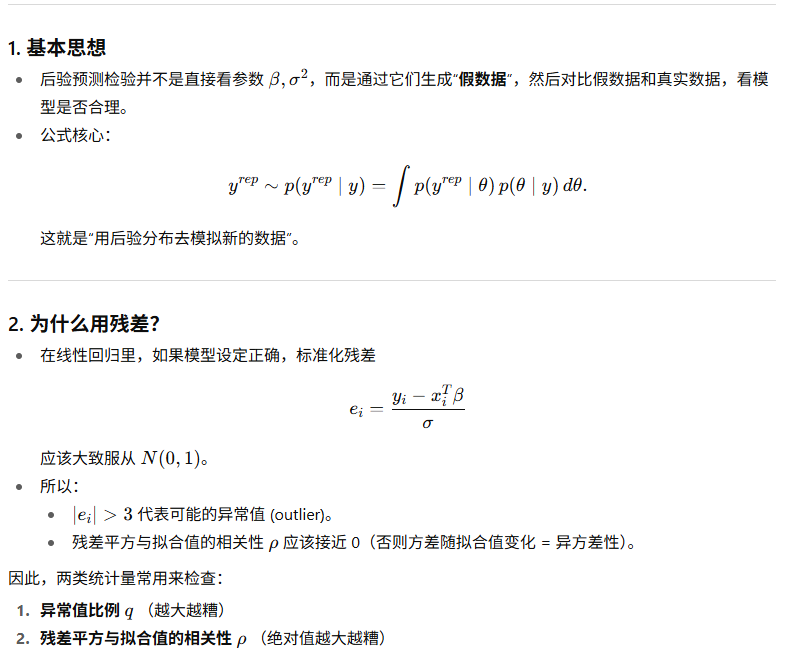 1. 基本思想
• 后验预测检验并不是直接看参数 β, σ²，而是通过它们生成“假数据”，然后对比假数据和真实数据，看模
型是否合理。
• 公式核心：
y^{rep} ∼ p(y^{rep} | y) = ∫ p(y^{rep} | θ) p(θ | y) dθ.
这就是“用后验分布去模拟新的数据”。
2. 为什么用残差？
• 在线性回归里，如果模型设定正确，标准化残差
e_i = \frac{y_i − x_i^T β}{σ}
应该大致服从 N(0, 1)。
• 所以：
• |e_i| > 3 代表可能的异常值 (outlier)。
• 残差平方与拟合值的相关性 ρ 应该接近 0（否则方差随拟合值变化 = 异方差性）。
因此，两类统计量常用来检查：
1. 异常值比例 q （越大越糟）
2. 残差平方与拟合值的相关性 ρ （绝对值越大越糟）